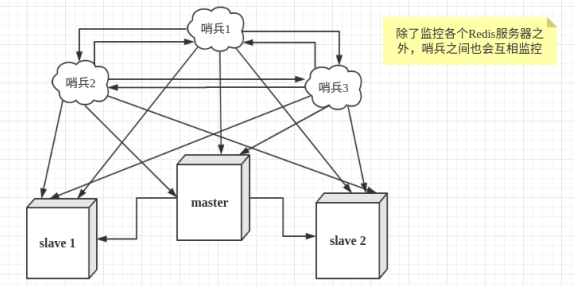 哨兵1
除了监控各个Redis服务器之
外，哨兵之间也会互相监控
哨兵2
哨兵3
master
slave 1
slave 2